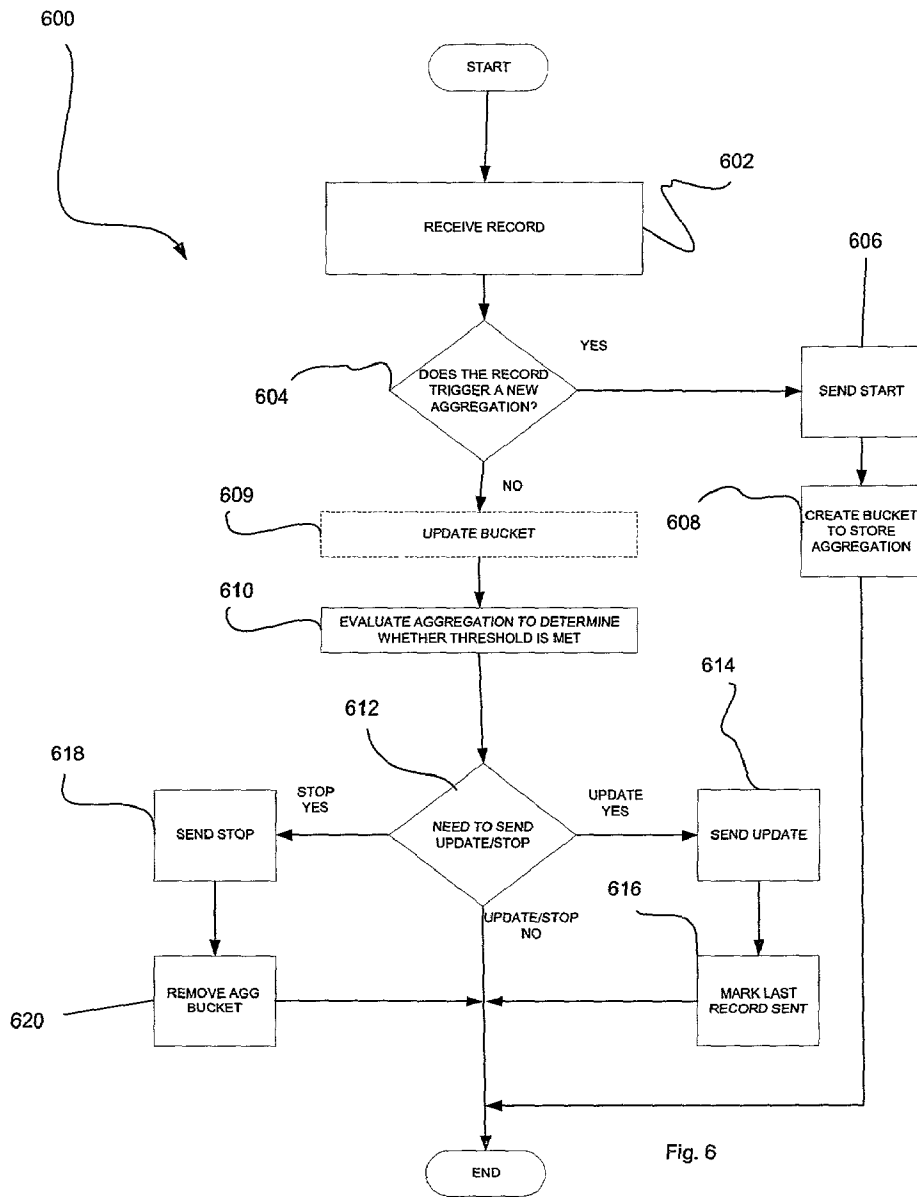 600
START
602
RECEIVE RECORD
606
YES
DOES THE RECORD
TRIGGER A NEW
AGGREGATION?
604
SEND START
NO
609
UPDATE BUCKET
608
CREATE BUCKET
TO STORE
AGGREGATION
610
EVALUATE AGGREGATION TO DETERMINE
WHETHER THRESHOLD IS MET
614
612
618
STOP
YES
UPDATE
YES
SEND STOP
NEED TO SEND
UPDATE/STOP
SEND UPDATE
616
UPDATE/STOP
NO
REMOVE AGG
BUCKET
MARK LAST
RECORD SENT
620
Fig. 6
END